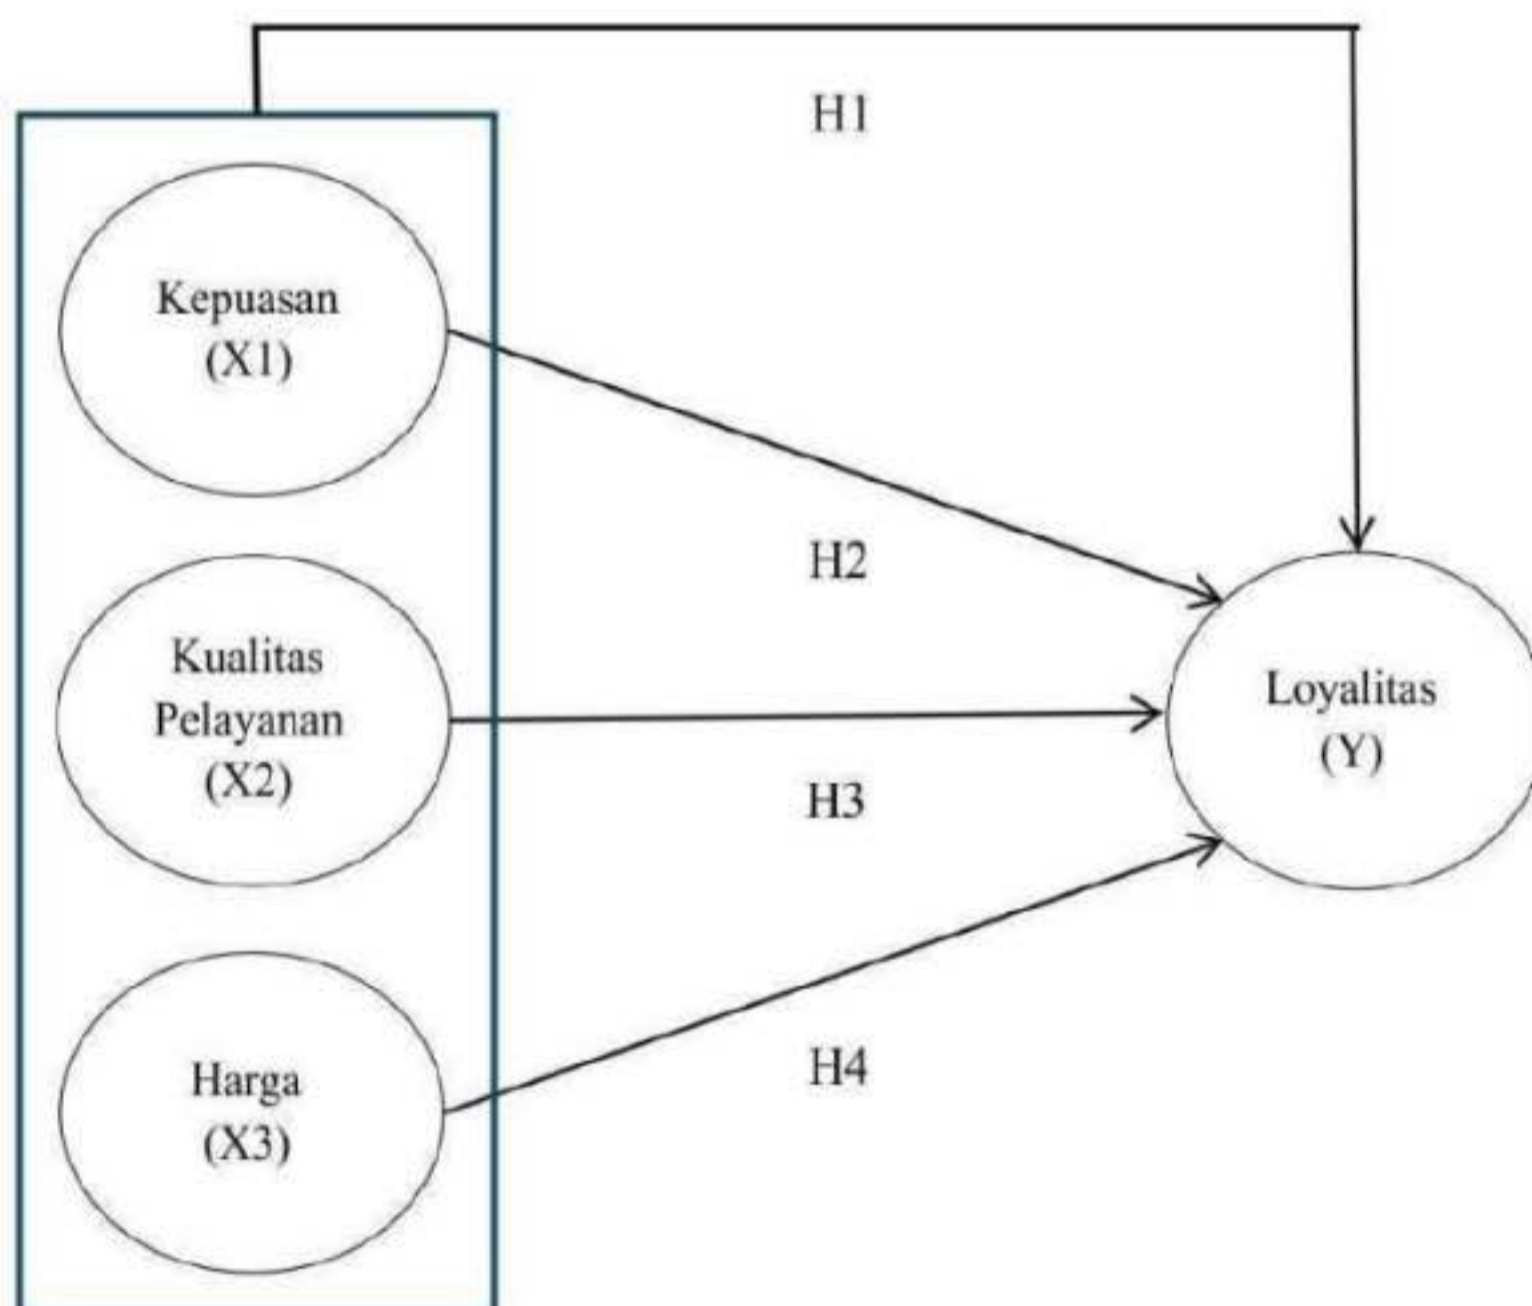 H1
Kepuasan
(X1)
H2
Kualitas
Pelayanan
(X2)
Loyalitas
(Y)
H3
Harga
(X3)
H4